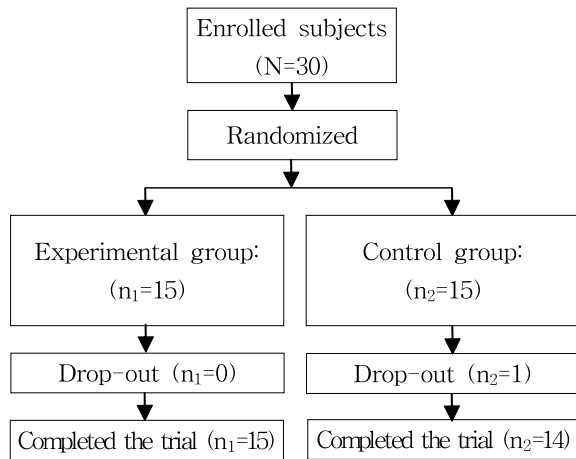 Enrolled subjects
(N=30)
Randomized
Experimental group:
(n₁=15)
Control group:
(n₂=15)
Drop-out (n₁=0)
Drop-out (n₂=1)
Completed the trial (n₁=15)
Completed the trial (n₂=14)